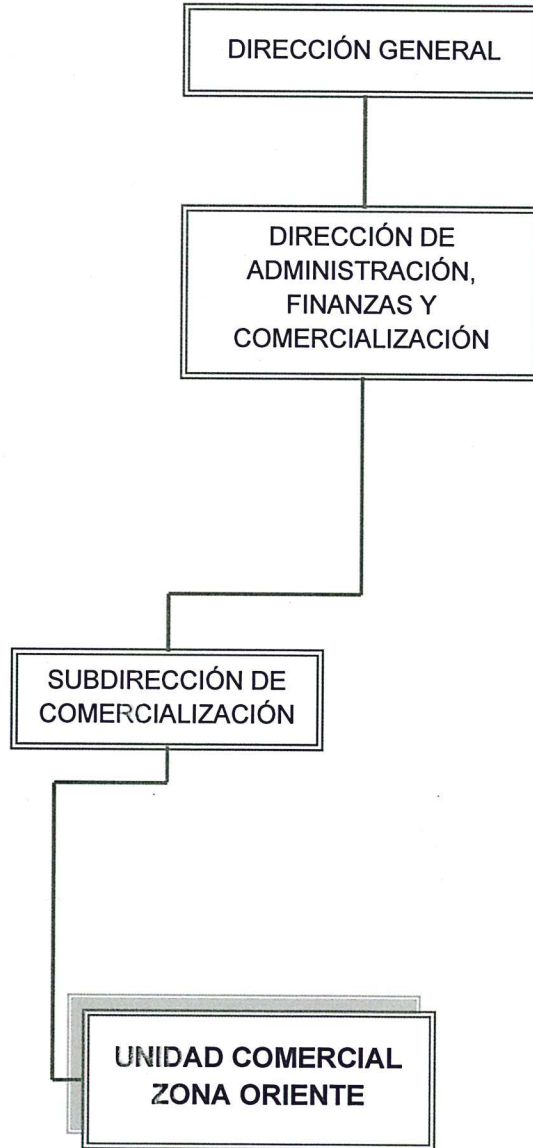 DIRECCIÓN GENERAL
DIRECCIÓN DE
ADMINISTRACIÓN,
FINANZAS Y
COMERCIALIZACIÓN
SUBDIRECCIÓN DE
COMERCIALIZACIÓN
UNIDAD COMERCIAL
ZONA ORIENTE